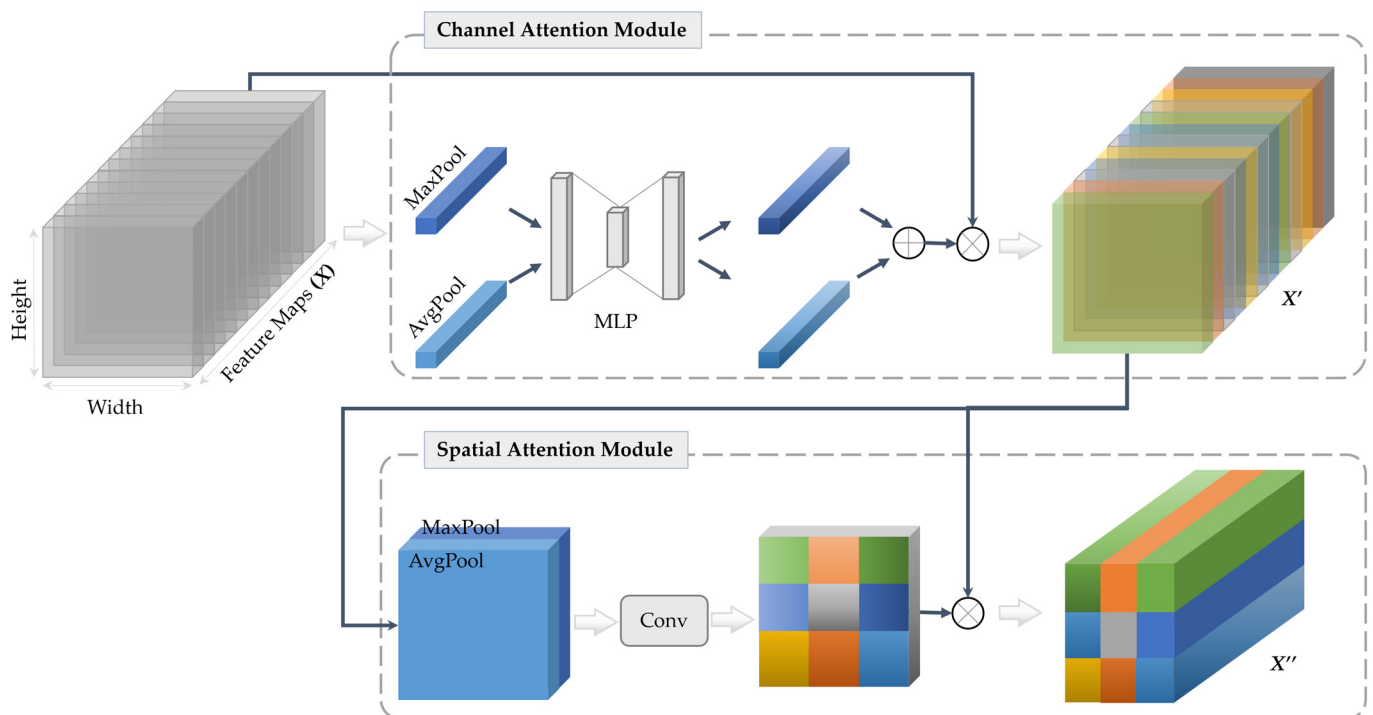 Channel Attention Module
MaxPool
AvgPool
MLP
Height
Width
Feature Maps (X)
X′
Spatial Attention Module
MaxPool
AvgPool
Conv
X″